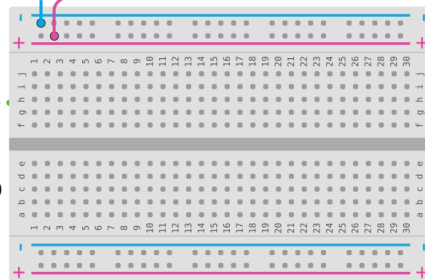 - -
+ +
1 2 3 4 5 6 7 8 9 10 11 12 13 14 15 16 17 18 19 20 21 22 23 24 25 26 27 28 29 30
j j
i i
h h
g g
f f
e e
d d
c c
b b
a a
1 2 3 4 5 6 7 8 9 10 11 12 13 14 15 16 17 18 19 20 21 22 23 24 25 26 27 28 29 30
- -
+ +